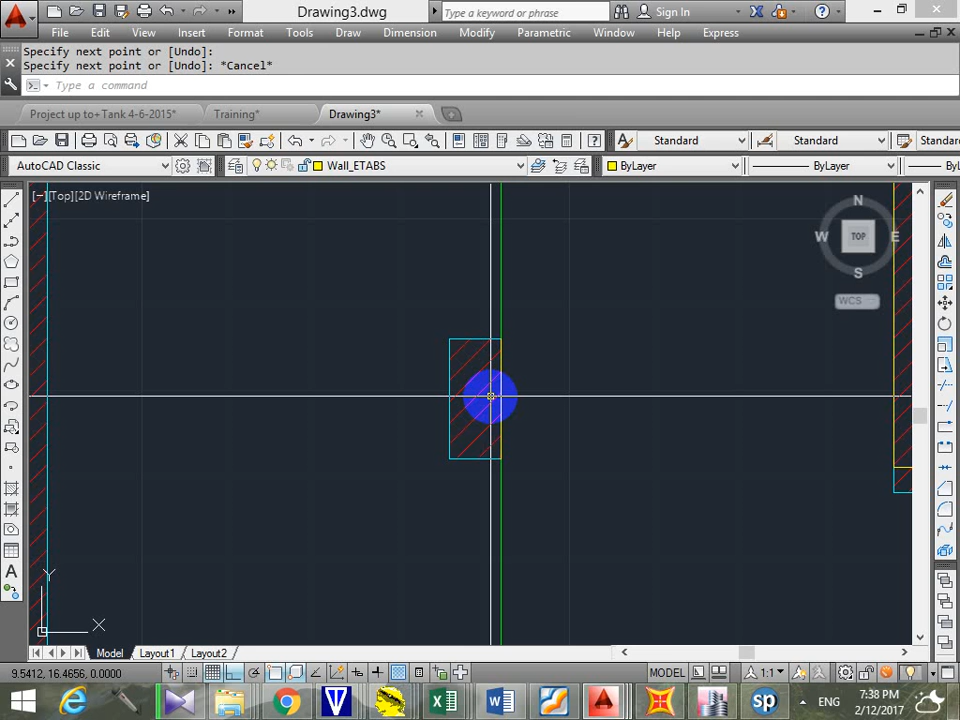 Drawing3.dwg
Type a keyword or phrase
Sign In
File Edit View Insert Format Tools Draw Dimension Modify Parametric Window Help Express
Specify next point or [Undo]:
Specify next point or [Undo]: *Cancel*
Type a command
Project up to+ Tank 4-6-2015*
Training*
Drawing3*
Standard
Standard
Standard
AutoCAD Classic
Wall_ETABS
ByLayer
ByLayer
ByL
[−][Top][2D Wireframe]
N
W TOP E
S
WCS
Y
X
Model Layout1 Layout2
9.5412, 16.4656, 0.0000
MODEL
1:1
ENG
7:38 PM
2/12/2017